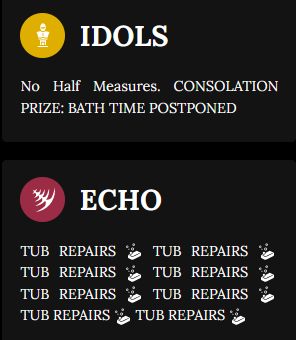 IDOLS
No Half Measures. CONSOLATION
PRIZE: BATH TIME POSTPONED
ECHO
TUB REPAIRS 🧼 TUB REPAIRS 🧼
TUB REPAIRS 🧼 TUB REPAIRS 🧼
TUB REPAIRS 🧼 TUB REPAIRS 🧼
TUB REPAIRS 🧼 TUB REPAIRS 🧼